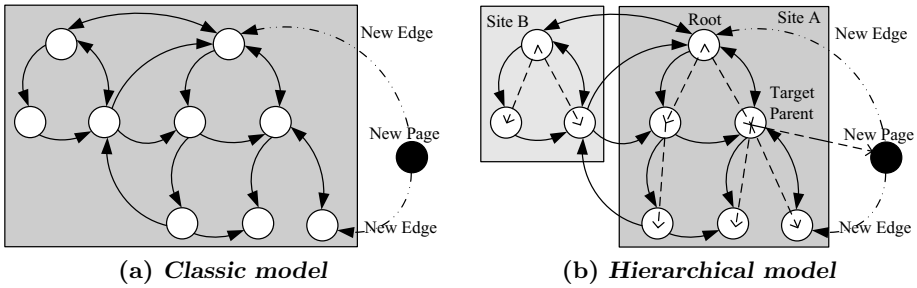 New Edge
New Page
New Edge
(a) Classic model
Site B
Root
Site A
New Edge
Target
Parent
New Page
New Edge
(b) Hierarchical model